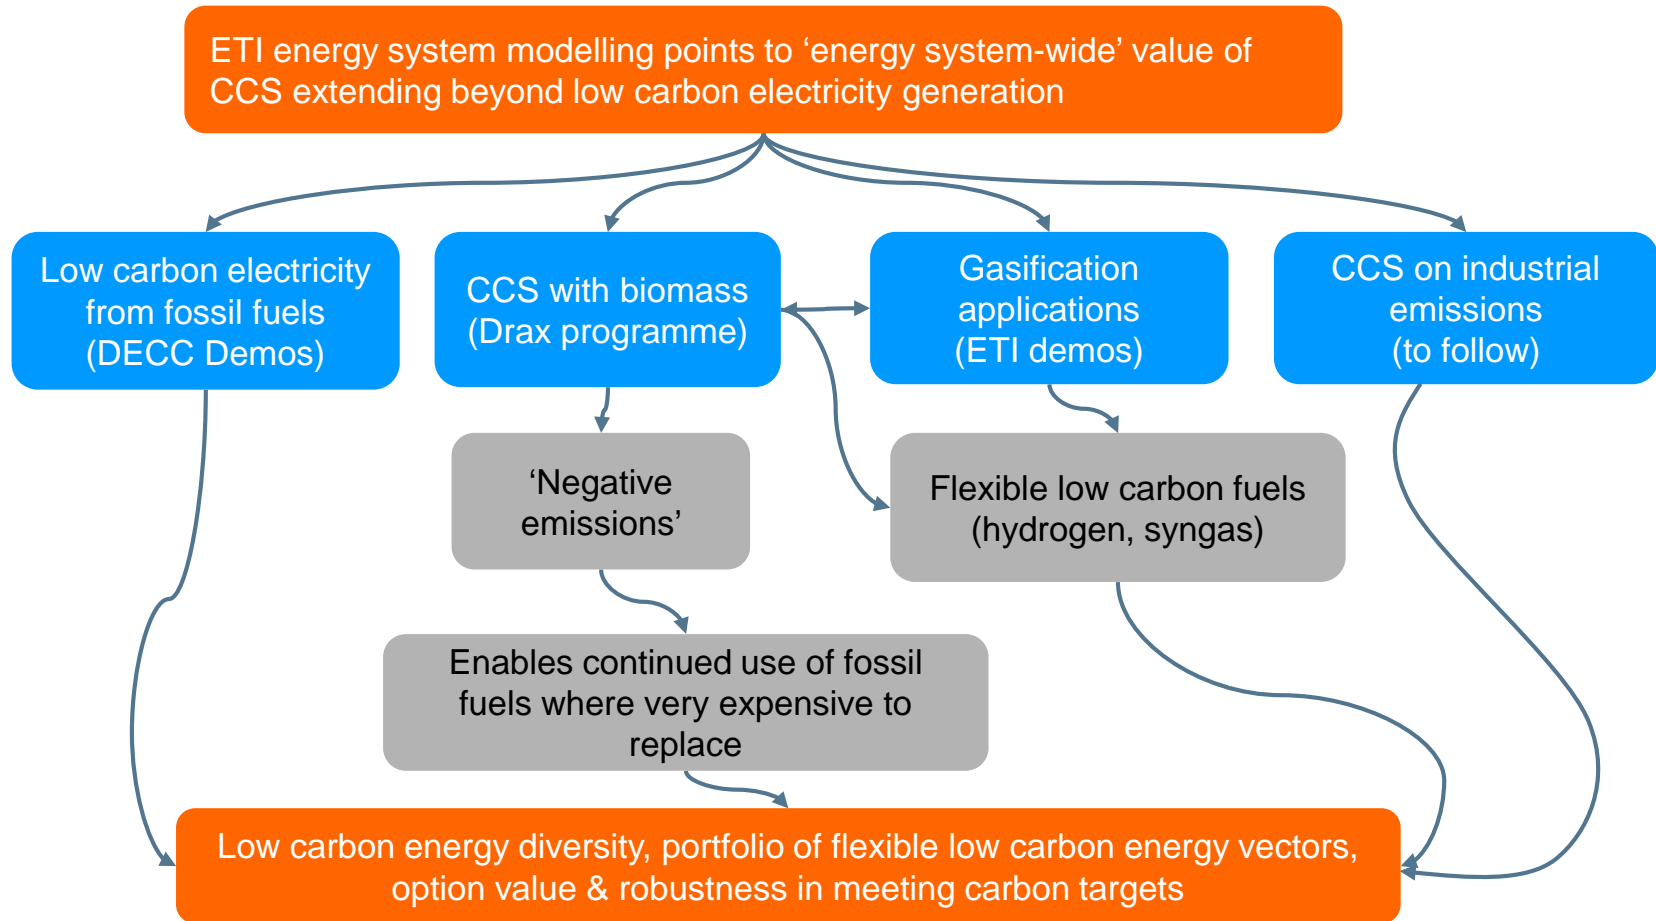 ETI energy system modelling points to ‘energy system-wide’ value of
CCS extending beyond low carbon electricity generation
Low carbon electricity
from fossil fuels
(DECC Demos)
CCS with biomass
(Drax programme)
Gasification
applications
(ETI demos)
CCS on industrial
emissions
(to follow)
‘Negative
emissions’
Flexible low carbon fuels
(hydrogen, syngas)
Enables continued use of fossil
fuels where very expensive to
replace
Low carbon energy diversity, portfolio of flexible low carbon energy vectors,
option value & robustness in meeting carbon targets